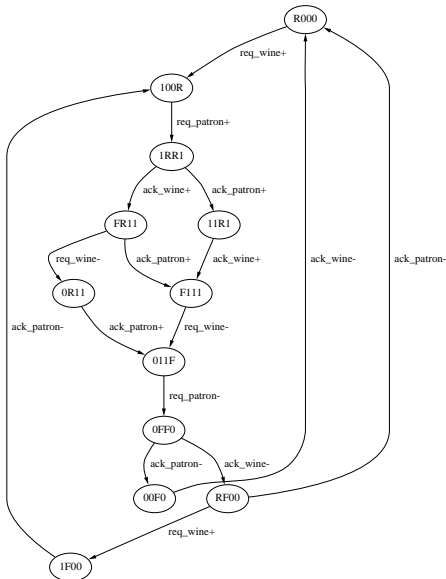 R000
req_wine+
100R
req_patron+
1RR1
ack_wine+
ack_patron+
FR11
11R1
req_wine-
ack_patron+
ack_wine+
ack_wine-
ack_patron-
0R11
F111
ack_patron-
ack_patron+
req_wine-
011F
req_patron-
0FF0
ack_patron-
ack_wine-
00F0
RF00
req_wine+
1F00